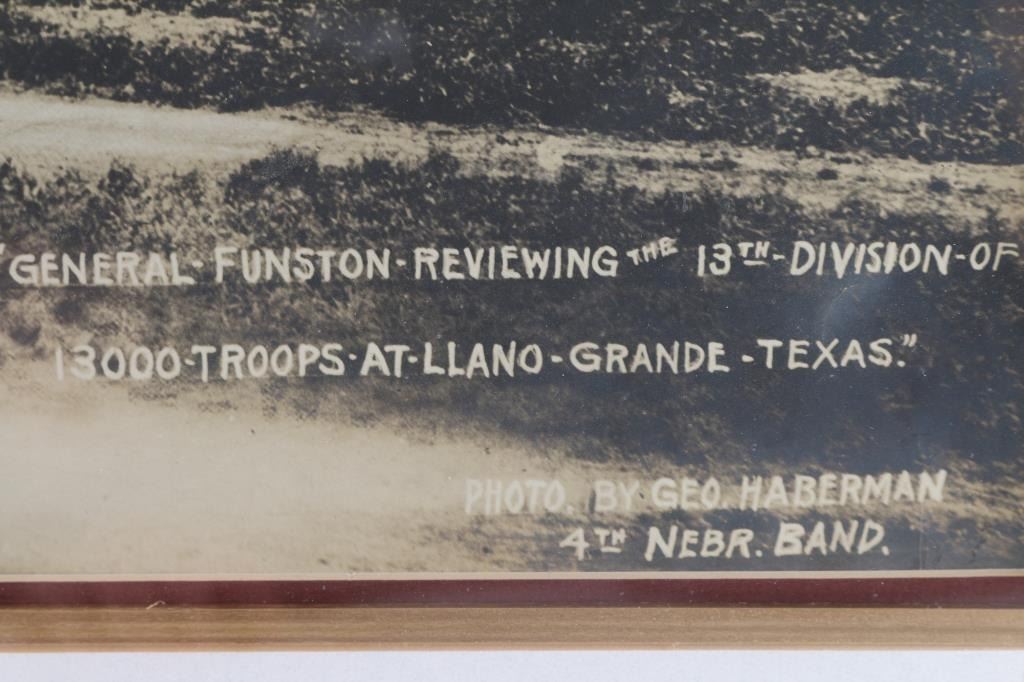 "GENERAL-FUNSTON-REVIEWING THE 13TH-DIVISION-OF
13000-TROOPS-AT-LLANO-GRANDE-TEXAS."
PHOTO. BY GEO. HABERMAN
4TH NEBR. BAND.